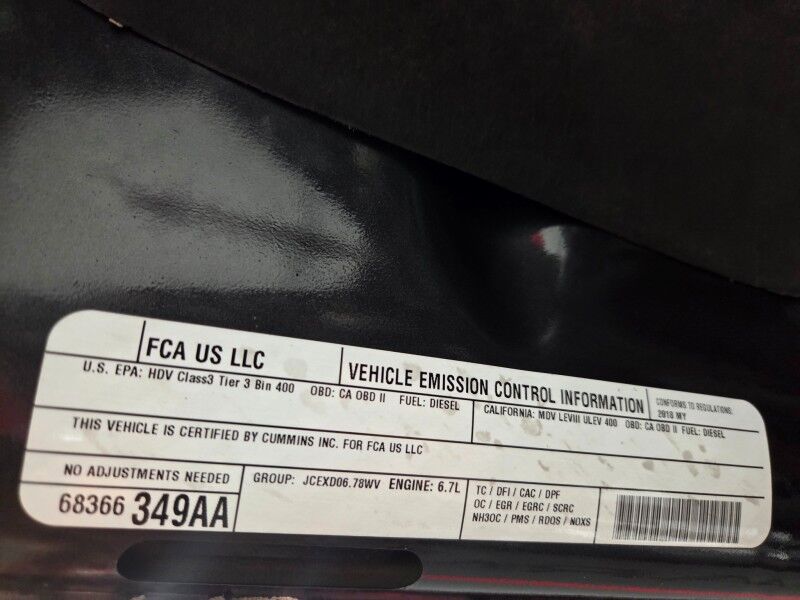 FCA US LLC
VEHICLE EMISSION CONTROL INFORMATION
CONFORMS TO REGULATIONS:
2018 MY
U.S. EPA: HDV Class3 Tier 3 Bin 400 OBD: CA OBD II FUEL: DIESEL
CALIFORNIA: MDV LEVIII ULEV 400 OBD: CA OBD II FUEL: DIESEL
THIS VEHICLE IS CERTIFIED BY CUMMINS INC. FOR FCA US LLC
NO ADJUSTMENTS NEEDED
68366 349AA
GROUP: JCEXD06.78WV ENGINE: 6.7L
TC / DFI / CAC / DPF
OC / EGR / EGRC / SCRC
NH3OC / PMS / RDQS / NOXS